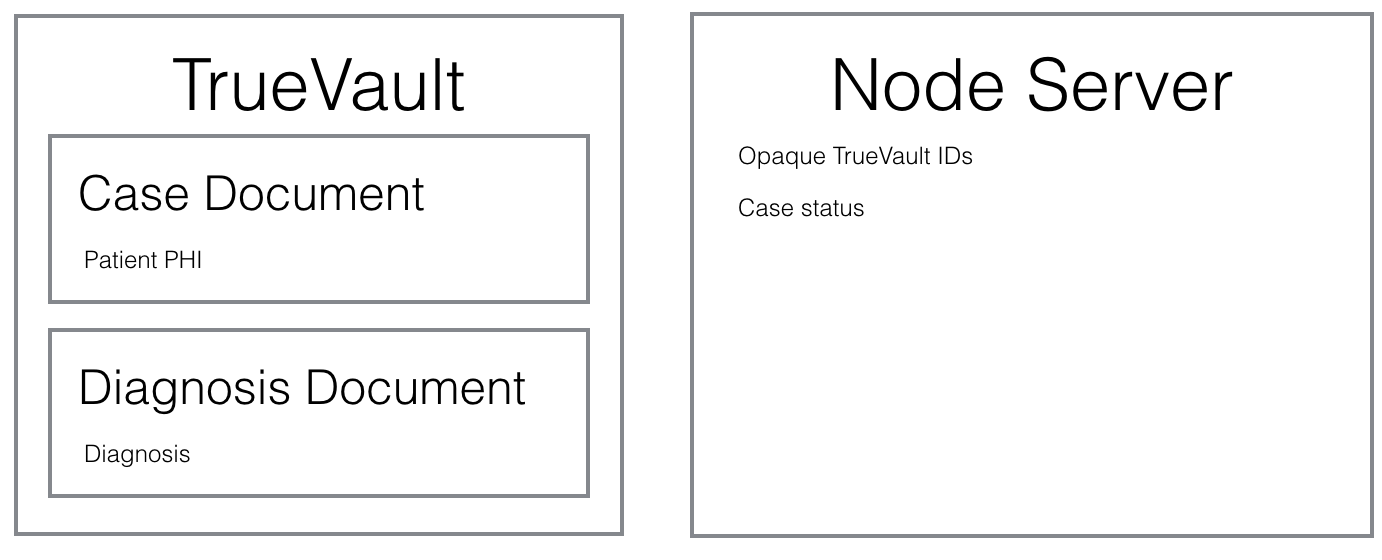 TrueVault
Case Document
Patient PHI
Diagnosis Document
Diagnosis
Node Server
Opaque TrueVault IDs
Case status